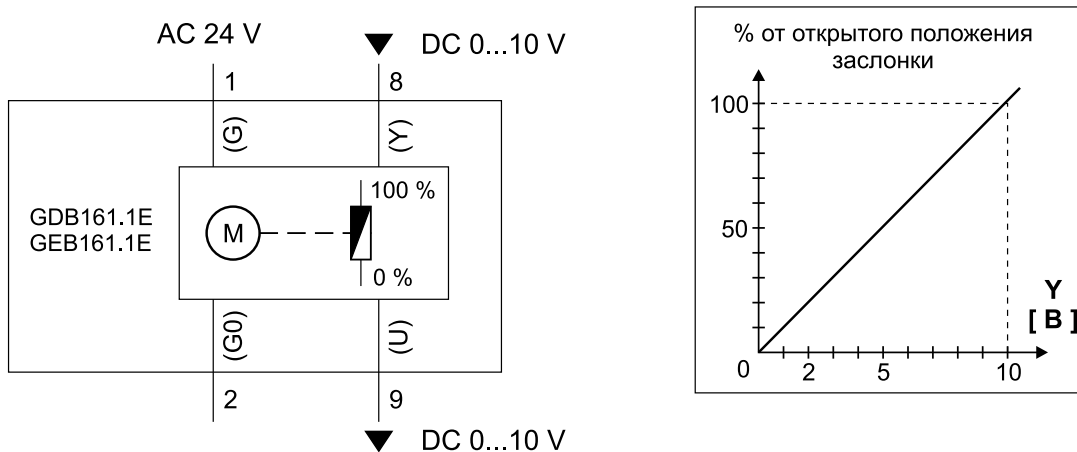 AC 24 V
DC 0...10 V
1
8
(G)
(Y)
100 %
GDB161.1E
GEB161.1E
M
0 %
(G0)
(U)
2
9
DC 0...10 V
% от открытого положения
заслонки
100
50
Y
[ В ]
0
2
5
10